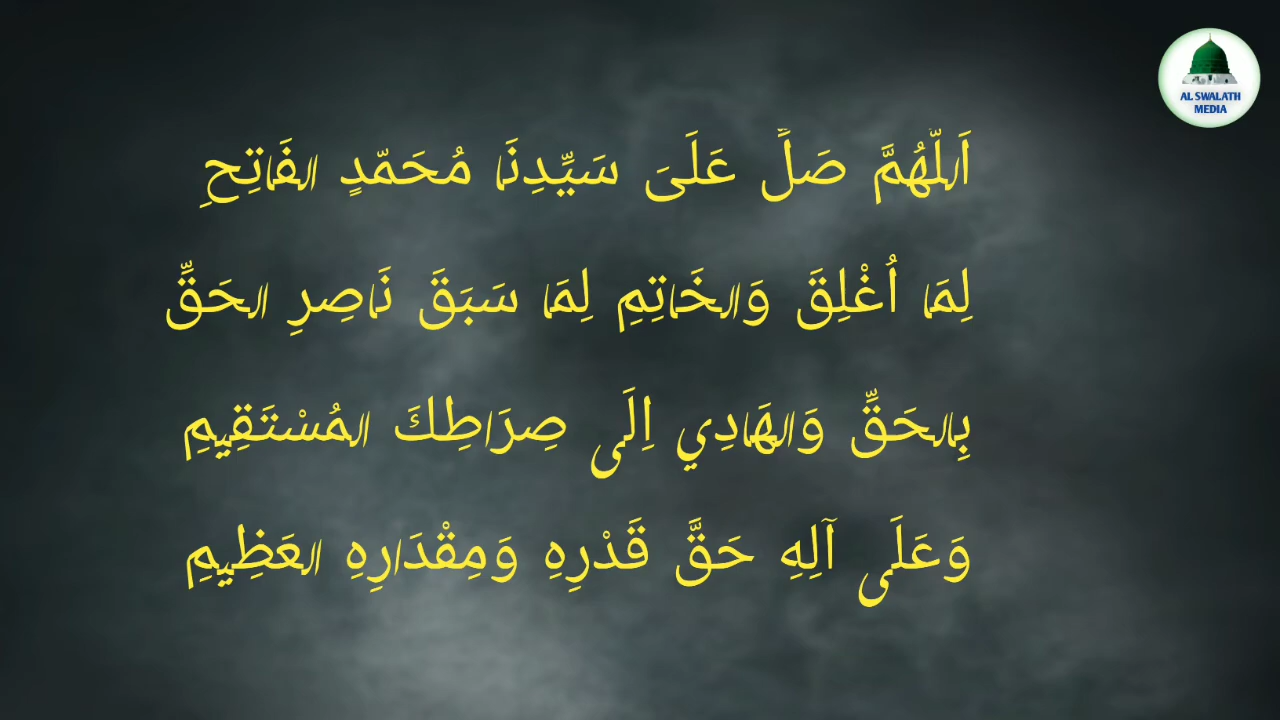 AL SWALATH
MEDIA
اَللّٰهُمَّ صَلِّ عَلَىَ سَيِّدِنَا مُحَمَّدٍ الفَاتِحِ
لِمَا اُغْلِقَ وَالخَاتِمِ لِمَا سَبَقَ نَاصِرِ الحَقِّ
بِالحَقِّ وَالهَادِي اِلَى صِرَاطِكَ المُسْتَقِيمِ
وَعَلَى آلِهِ حَقَّ قَدْرِهِ وَمِقْدَارِهِ العَظِيمِ